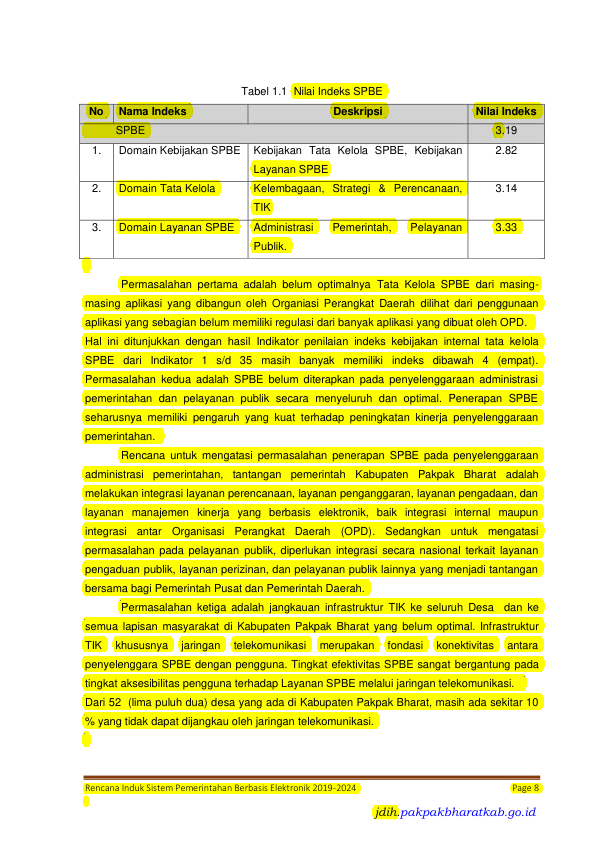 Tabel 1.1 Nilai Indeks SPBE
No Nama Indeks Deskripsi Nilai Indeks
SPBE 3.19
1. Domain Kebijakan SPBE Kebijakan Tata Kelola SPBE, Kebijakan 2.82
Layanan SPBE
2. Domain Tata Kelola Kelembagaan, Strategi & Perencanaan, 3.14
TIK
3. Domain Layanan SPBE Administrasi Pemerintah, Pelayanan 3.33
Publik.
Permasalahan pertama adalah belum optimalnya Tata Kelola SPBE dari masing-
masing aplikasi yang dibangun oleh Organiasi Perangkat Daerah dilihat dari penggunaan
aplikasi yang sebagian belum memiliki regulasi dari banyak aplikasi yang dibuat oleh OPD.
Hal ini ditunjukkan dengan hasil Indikator penilaian indeks kebijakan internal tata kelola
SPBE dari Indikator 1 s/d 35 masih banyak memiliki indeks dibawah 4 (empat).
Permasalahan kedua adalah SPBE belum diterapkan pada penyelenggaraan administrasi
pemerintahan dan pelayanan publik secara menyeluruh dan optimal. Penerapan SPBE
seharusnya memiliki pengaruh yang kuat terhadap peningkatan kinerja penyelenggaraan
pemerintahan.
Rencana untuk mengatasi permasalahan penerapan SPBE pada penyelenggaraan
administrasi pemerintahan, tantangan pemerintah Kabupaten Pakpak Bharat adalah
melakukan integrasi layanan perencanaan, layanan penganggaran, layanan pengadaan, dan
layanan manajemen kinerja yang berbasis elektronik, baik integrasi internal maupun
integrasi antar Organisasi Perangkat Daerah (OPD). Sedangkan untuk mengatasi
permasalahan pada pelayanan publik, diperlukan integrasi secara nasional terkait layanan
pengaduan publik, layanan perizinan, dan pelayanan publik lainnya yang menjadi tantangan
bersama bagi Pemerintah Pusat dan Pemerintah Daerah.
Permasalahan ketiga adalah jangkauan infrastruktur TIK ke seluruh Desa dan ke
semua lapisan masyarakat di Kabupaten Pakpak Bharat yang belum optimal. Infrastruktur
TIK khususnya jaringan telekomunikasi merupakan fondasi konektivitas antara
penyelenggara SPBE dengan pengguna. Tingkat efektivitas SPBE sangat bergantung pada
tingkat aksesibilitas pengguna terhadap Layanan SPBE melalui jaringan telekomunikasi.
Dari 52 (lima puluh dua) desa yang ada di Kabupaten Pakpak Bharat, masih ada sekitar 10
% yang tidak dapat dijangkau oleh jaringan telekomunikasi.
Rencana Induk Sistem Pemerintahan Berbasis Elektronik 2019-2024 Page 8
jdih.pakpakbharatkab.go.id